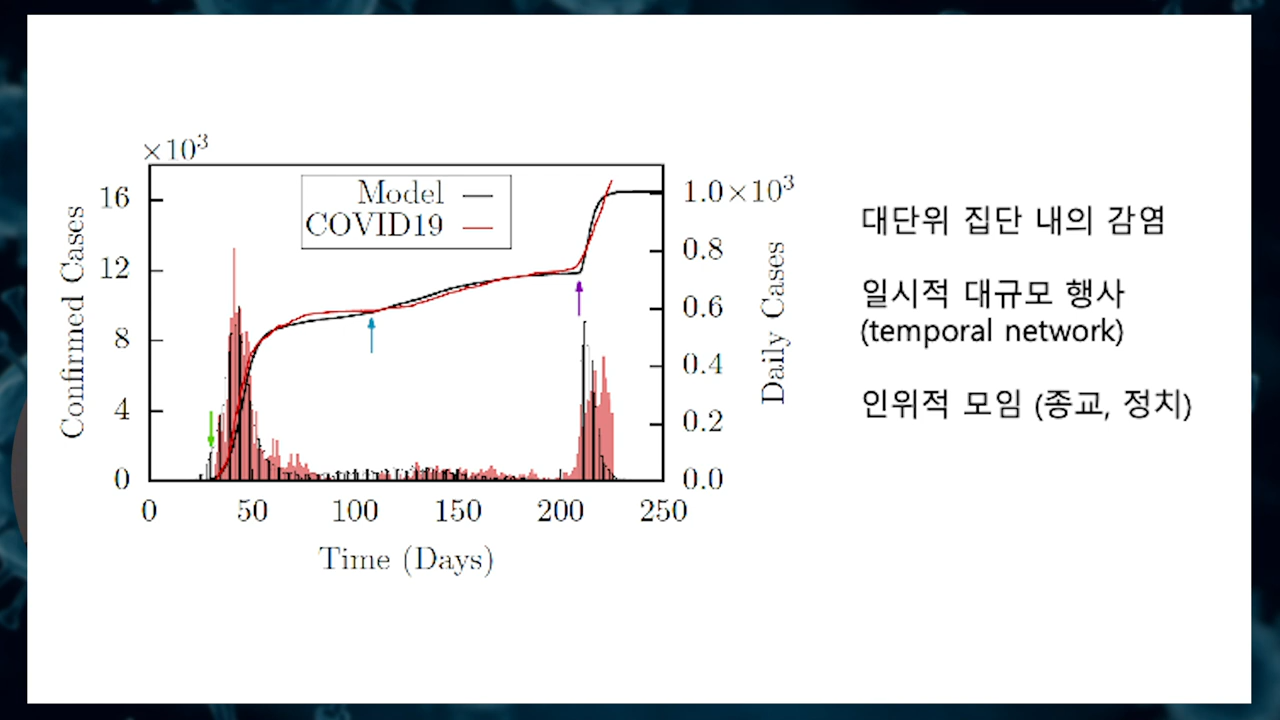 ×10³
16
12
8
4
0
Confirmed Cases
Model
COVID19
1.0×10³
0.8
0.6
0.4
0.2
0.0
Daily Cases
0 50 100 150 200 250
Time (Days)
대단위 집단 내의 감염
일시적 대규모 행사
(temporal network)
인위적 모임 (종교, 정치)